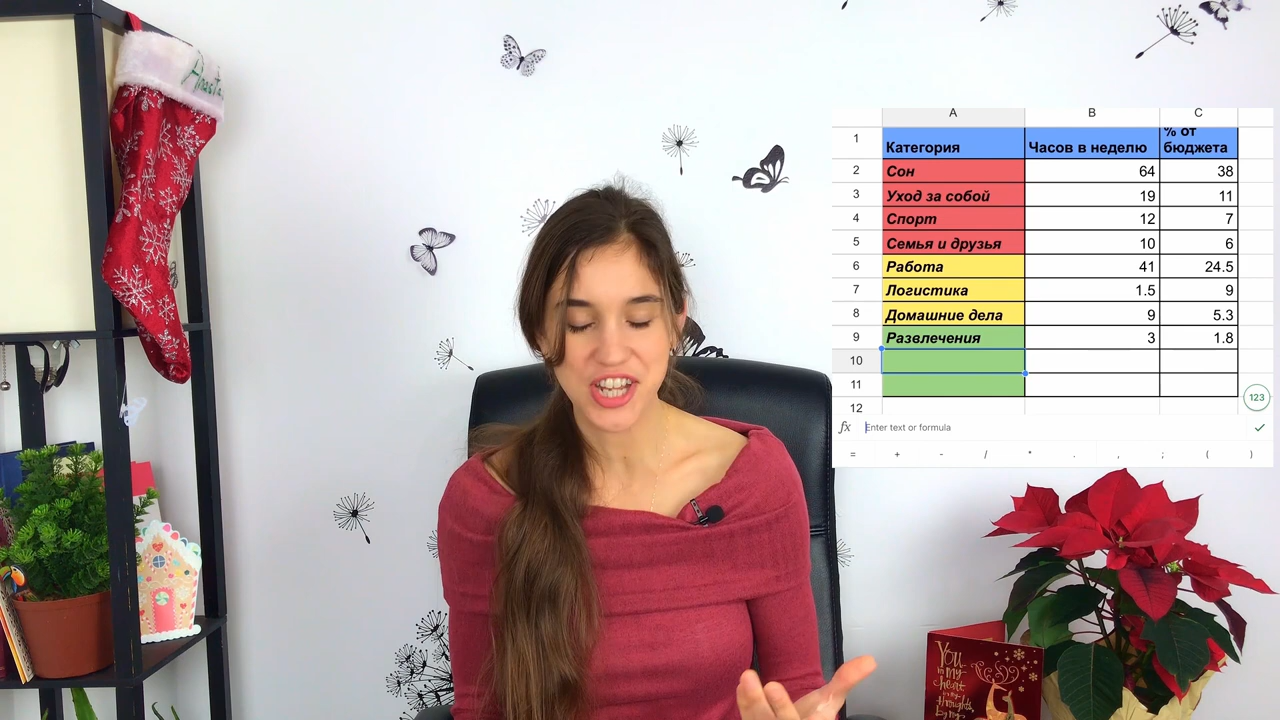 Anasta
A B C
1 Категория Часов в неделю % от бюджета
2 Сон 64 38
3 Уход за собой 19 11
4 Спорт 12 7
5 Семья и друзья 10 6
6 Работа 41 24.5
7 Логистика 1.5 9
8 Домашние дела 9 5.3
9 Развлечения 3 1.8
10
11
12
123
fx Enter text or formula
= + - / * . , ; ( )
You
in my
heart
thoughts